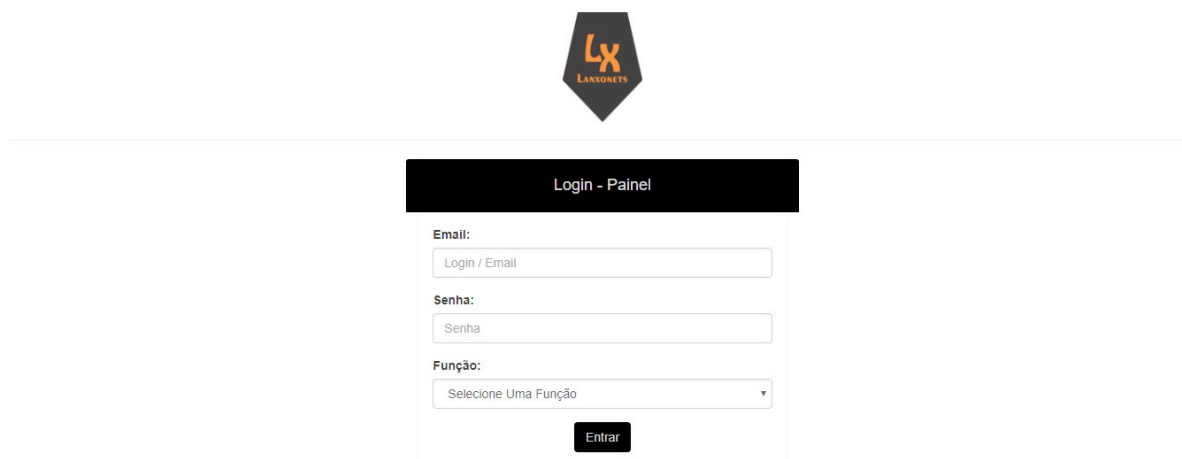 LX
LANXONETS
Login - Painel
Email:
Login / Email
Senha:
Senha
Função:
Selecione Uma Função
Entrar